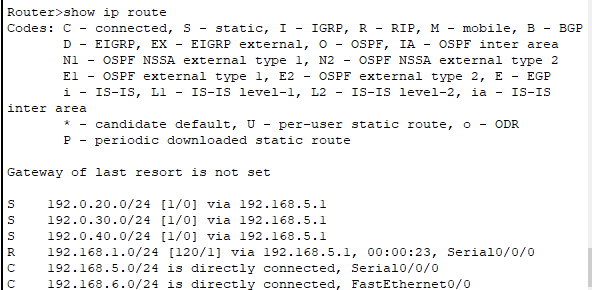 Router>show ip route
Codes: C - connected, S - static, I - IGRP, R - RIP, M - mobile, B - BGP
       D - EIGRP, EX - EIGRP external, O - OSPF, IA - OSPF inter area
       N1 - OSPF NSSA external type 1, N2 - OSPF NSSA external type 2
       E1 - OSPF external type 1, E2 - OSPF external type 2, E - EGP
       i - IS-IS, L1 - IS-IS level-1, L2 - IS-IS level-2, ia - IS-IS
inter area
       * - candidate default, U - per-user static route, o - ODR
       P - periodic downloaded static route

Gateway of last resort is not set

S    192.0.20.0/24 [1/0] via 192.168.5.1
S    192.0.30.0/24 [1/0] via 192.168.5.1
S    192.0.40.0/24 [1/0] via 192.168.5.1
R    192.168.1.0/24 [120/1] via 192.168.5.1, 00:00:23, Serial0/0/0
C    192.168.5.0/24 is directly connected, Serial0/0/0
C    192.168.6.0/24 is directly connected, FastEthernet0/0